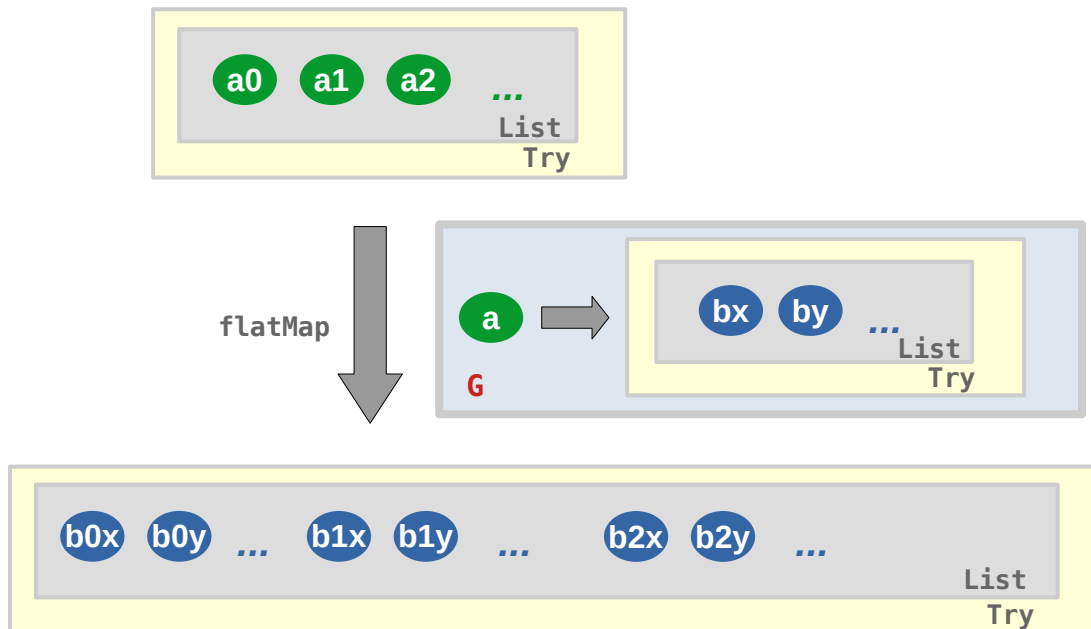 a0 a1 a2 ...
List
Try
flatMap
a
bx by ...
List
Try
G
b0x b0y ... b1x b1y ... b2x b2y ...
List
Try